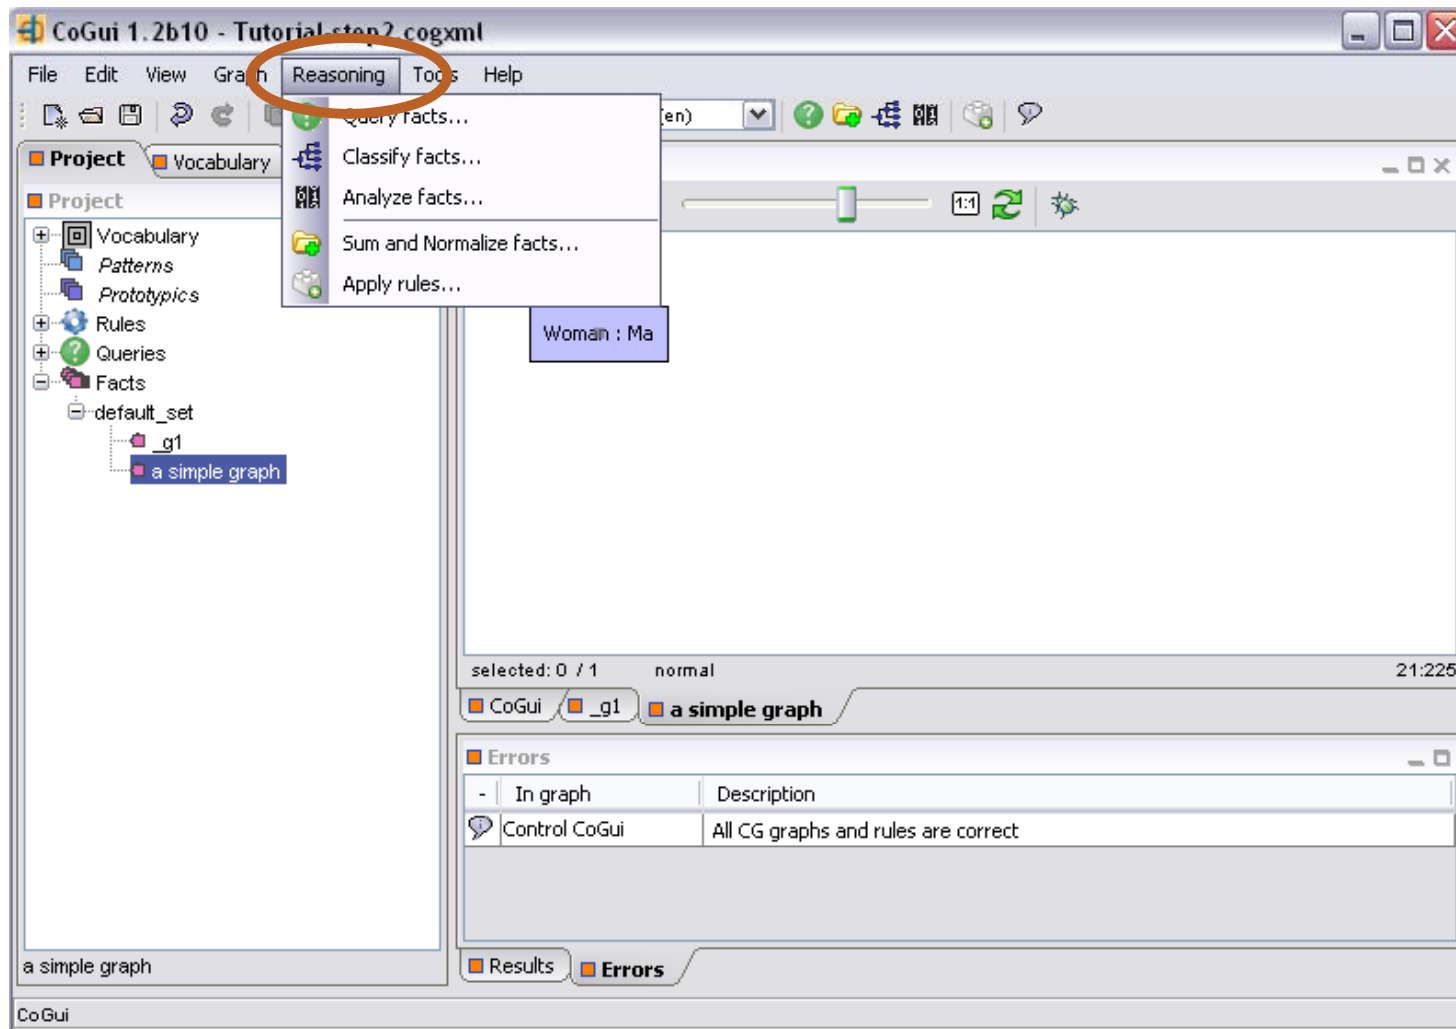 CoGui 1.2b10 - Tutorial-step2.cogxml
File Edit View Graph Reasoning Tools Help
Query facts...
(en)
Classify facts...
Analyze facts...
Sum and Normalize facts...
Apply rules...
Project Vocabulary
Project
1:1
Vocabulary
Patterns
Prototypics
Rules
Queries
Facts
default_set
_g1
a simple graph
Woman : Ma
selected: 0 / 1 normal 21:225
CoGui _g1 a simple graph
Errors
- In graph Description
Control CoGui All CG graphs and rules are correct
Results Errors
a simple graph
CoGui